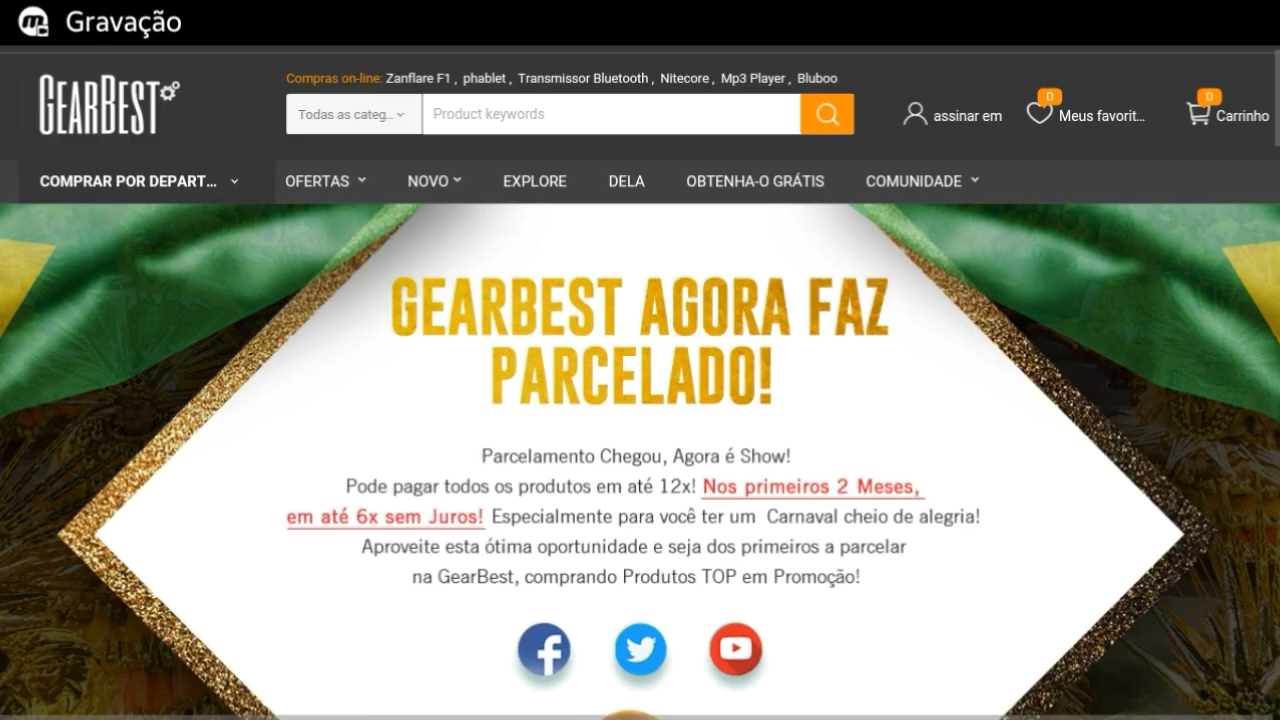 Gravação
GEARBEST
Compras on-line: Zanflare F1 , phablet , Transmissor Bluetooth , Nitecore , Mp3 Player , Bluboo
Todas as categ...
Product keywords
assinar em
0
Meus favorit...
0
Carrinho
COMPRAR POR DEPART...
OFERTAS
NOVO
EXPLORE
DELA
OBTENHA-O GRÁTIS
COMUNIDADE
GEARBEST AGORA FAZ
PARCELADO!
Parcelamento Chegou, Agora é Show!
Pode pagar todos os produtos em até 12x! Nos primeiros 2 Meses,
em até 6x sem Juros! Especialmente para você ter um Carnaval cheio de alegria!
Aproveite esta ótima oportunidade e seja dos primeiros a parcelar
na GearBest, comprando Produtos TOP em Promoção!